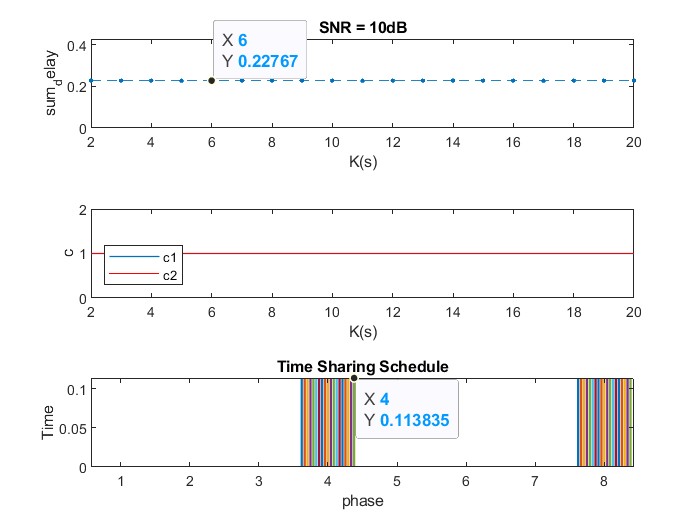 SNR = 10dB
X 6
Y 0.22767
0.4
0.2
0
sum_delay
2 4 6 8 10 12 14 16 18 20
K(s)
2
1
0
c
c1
c2
2 4 6 8 10 12 14 16 18 20
K(s)
Time Sharing Schedule
0.1
0.05
0
Time
X 4
Y 0.113835
1 2 3 4 5 6 7 8
phase